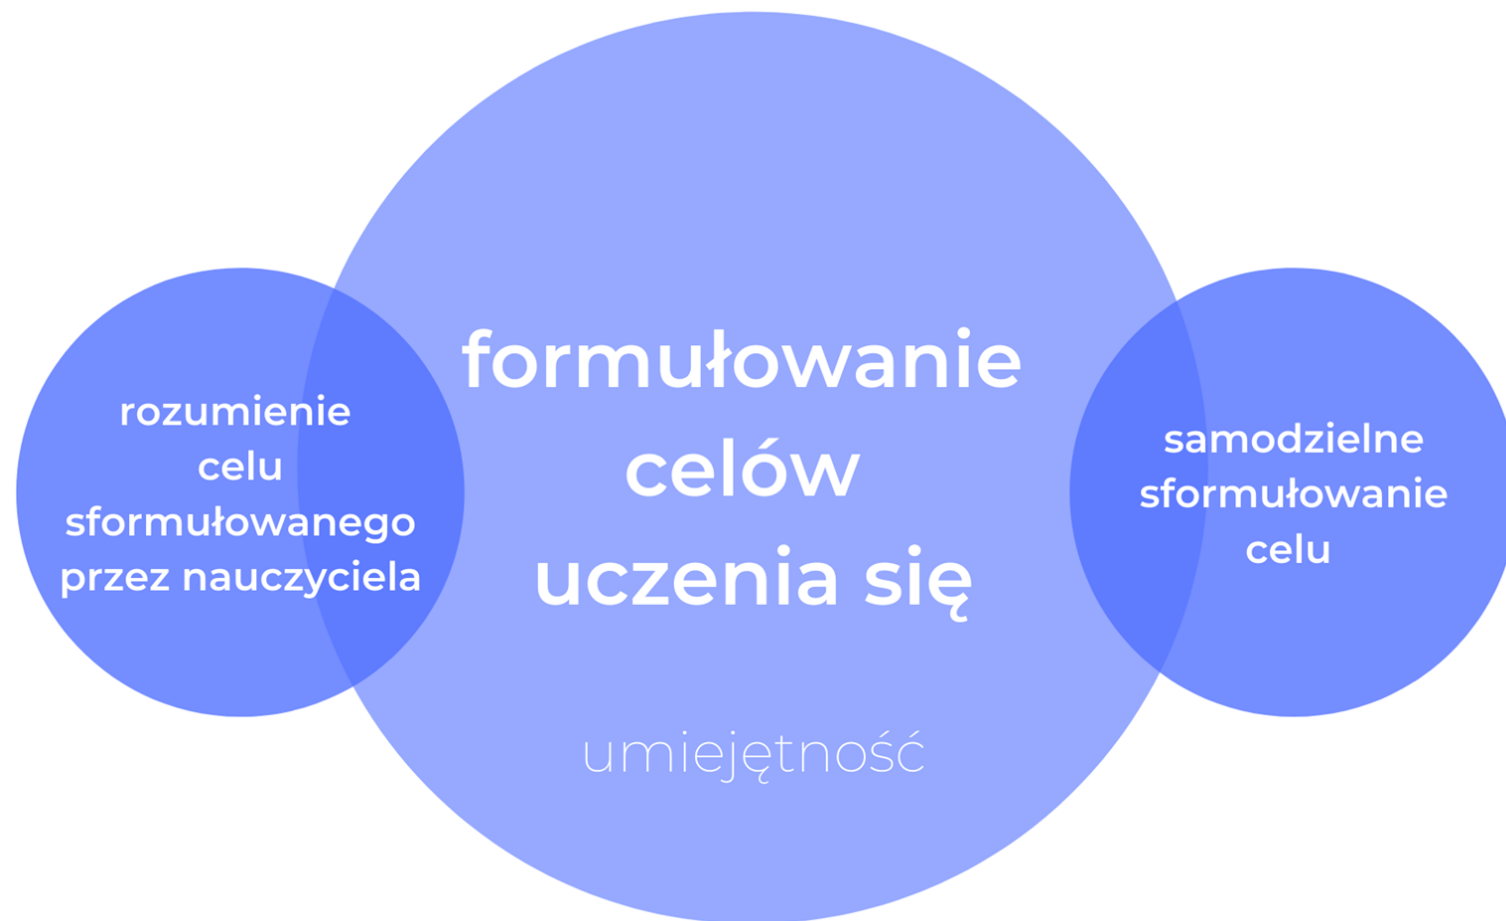 rozumienie
celu
sformułowanego
przez nauczyciela
formułowanie
celów
uczenia się
umiejętność
samodzielne
sformułowanie
celu